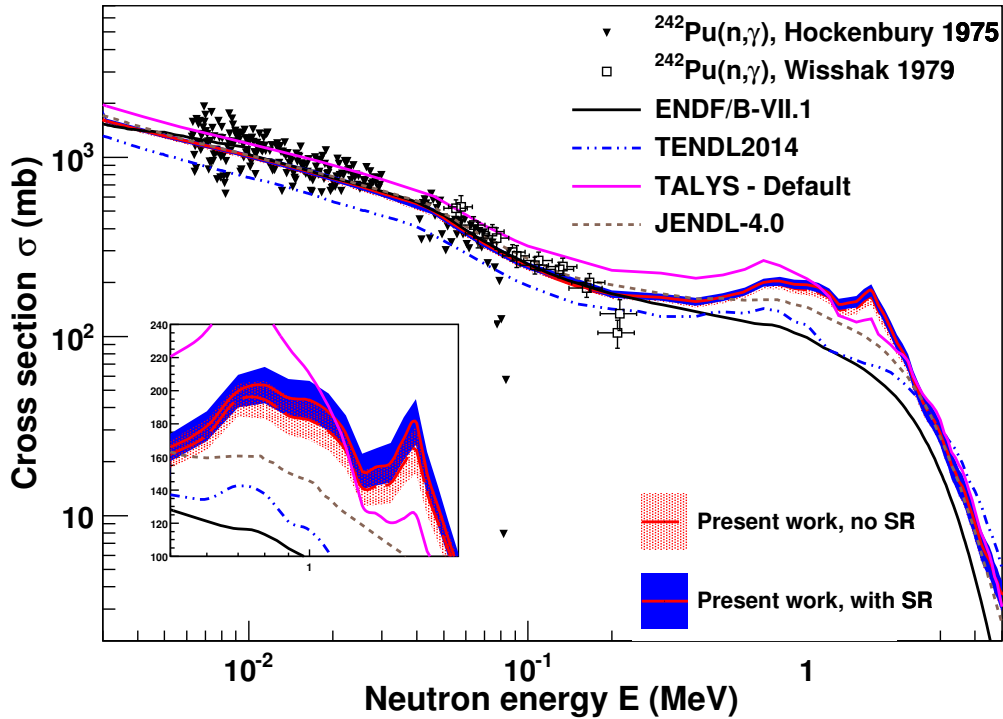 ²⁴²Pu(n,γ), Hockenbury 1975
²⁴²Pu(n,γ), Wisshak 1979
ENDF/B-VII.1
TENDL2014
TALYS - Default
JENDL-4.0
Cross section σ (mb)
10³
10²
10
240
220
200
180
160
140
120
100
1
Present work, no SR
Present work, with SR
10⁻²
10⁻¹
1
Neutron energy E (MeV)